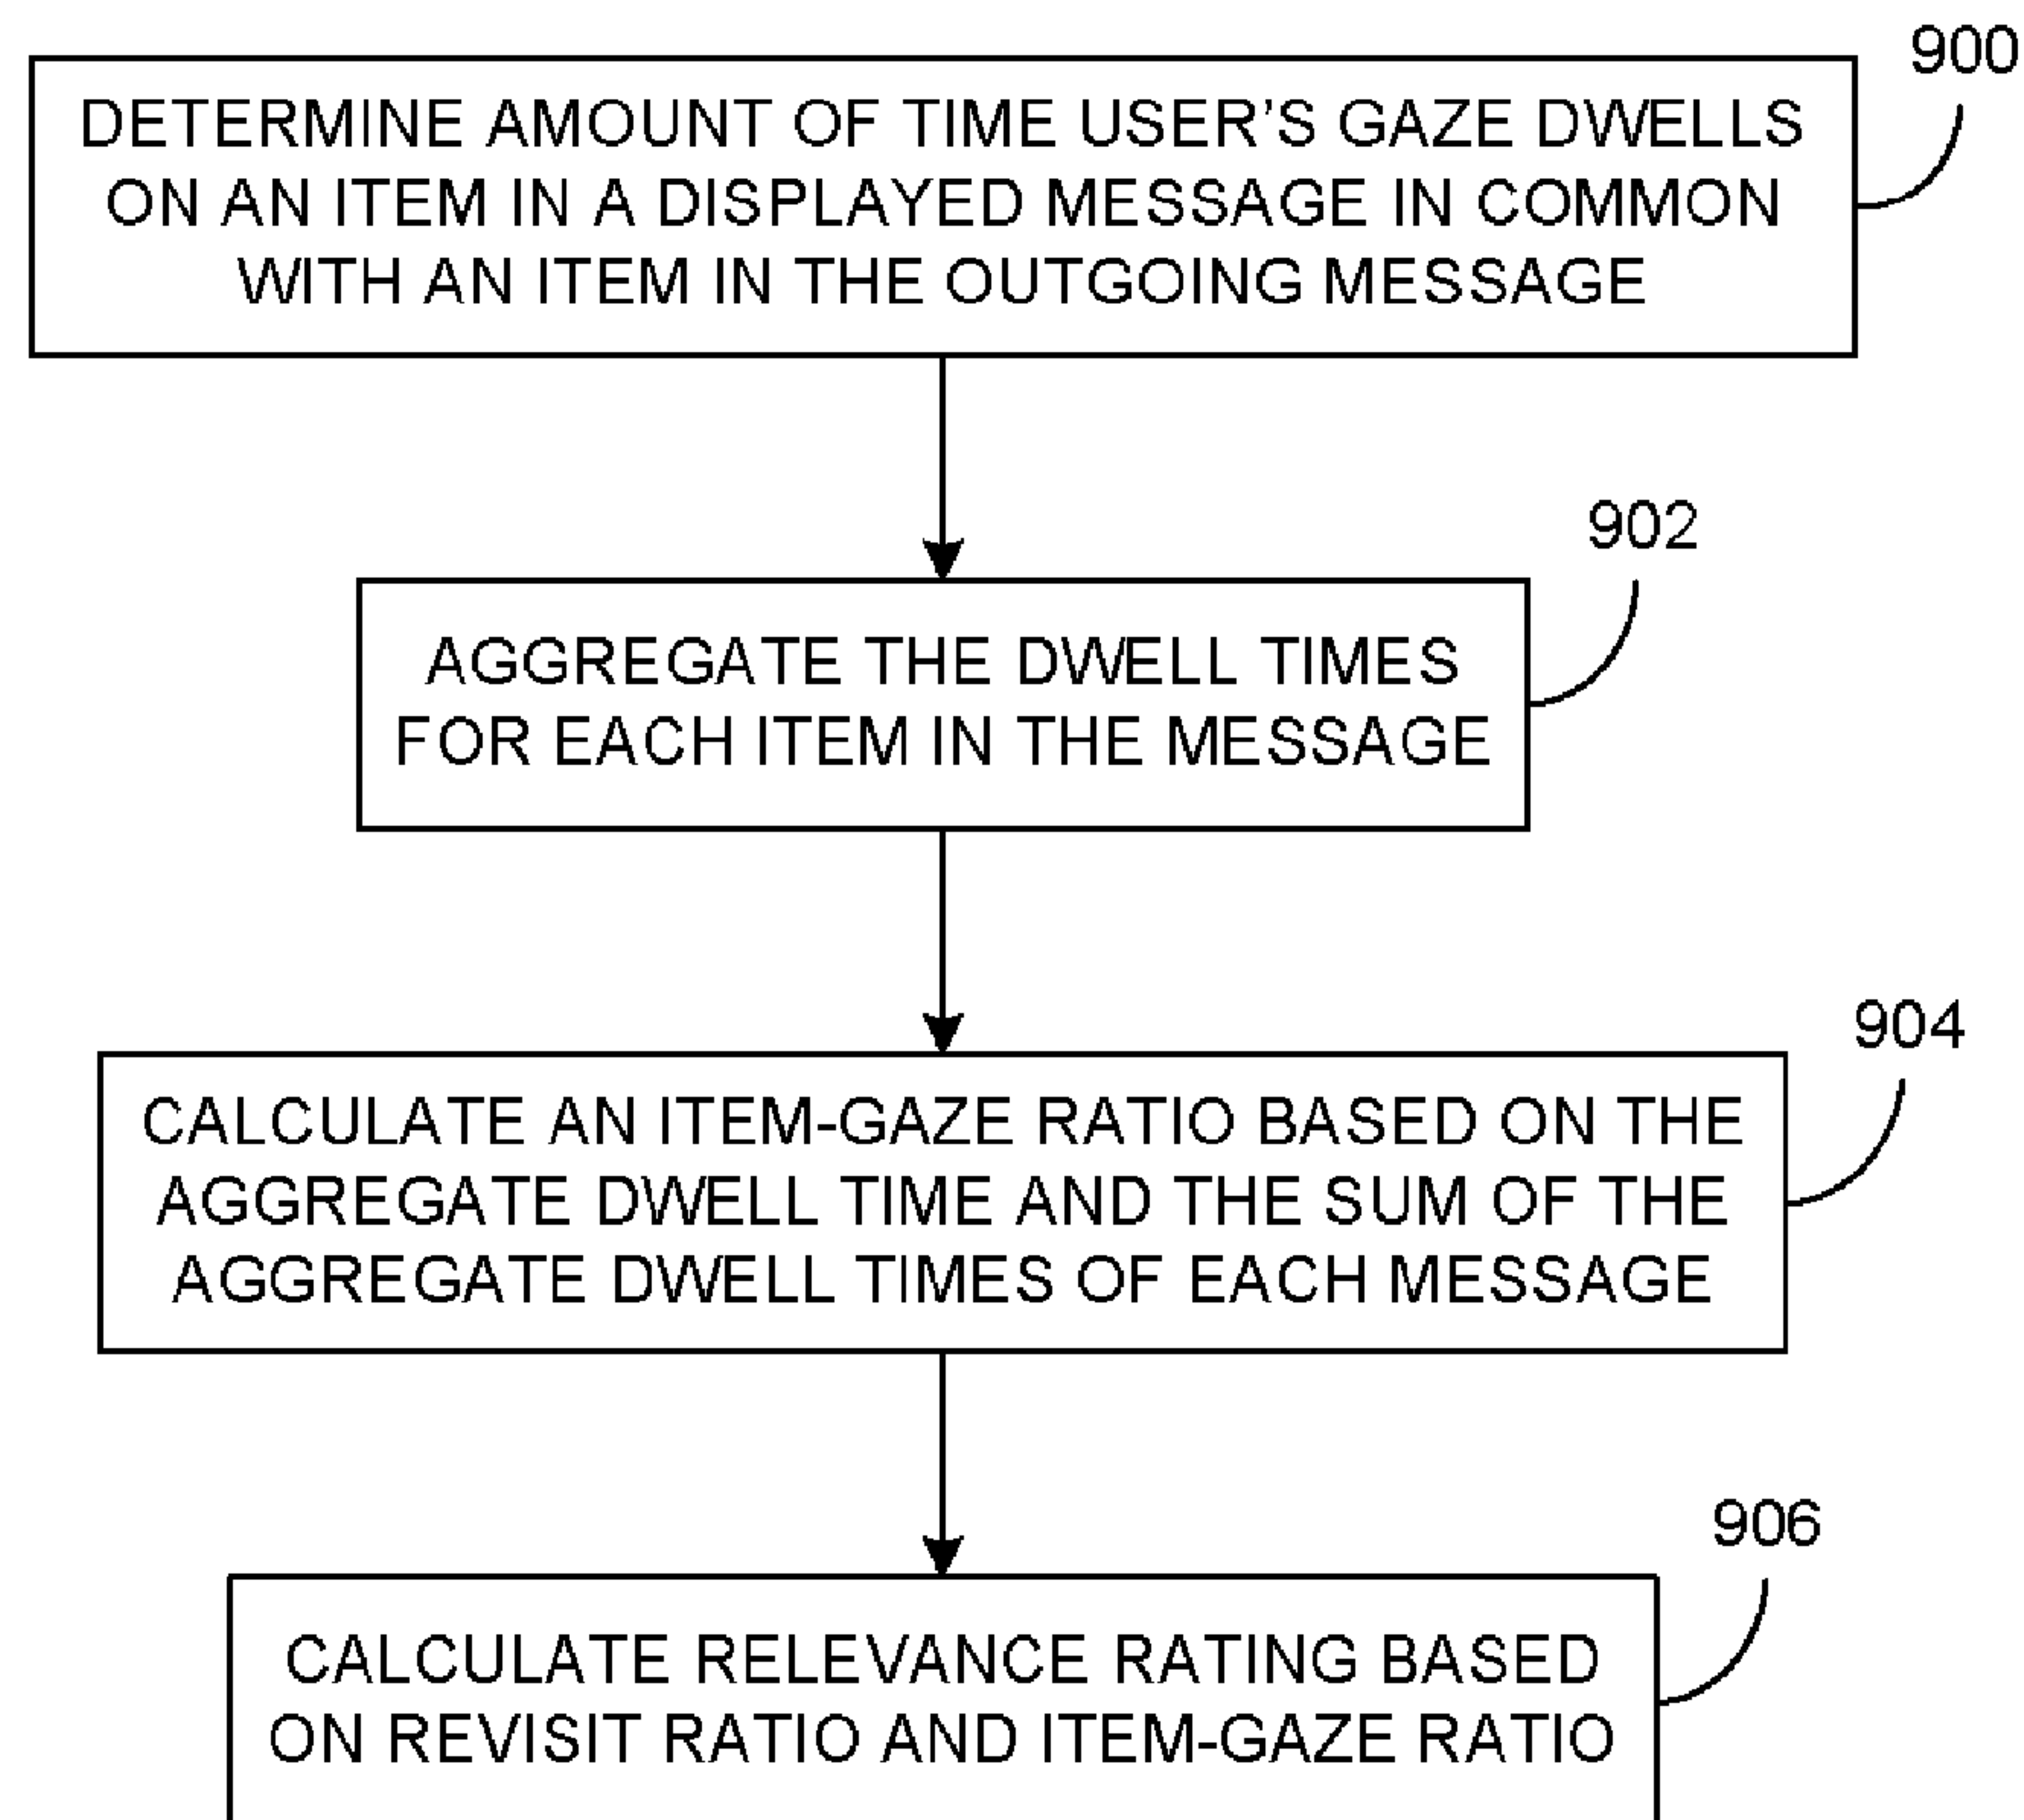 900
DETERMINE AMOUNT OF TIME USER’S GAZE DWELLS
ON AN ITEM IN A DISPLAYED MESSAGE IN COMMON
WITH AN ITEM IN THE OUTGOING MESSAGE
902
AGGREGATE THE DWELL TIMES
FOR EACH ITEM IN THE MESSAGE
904
CALCULATE AN ITEM-GAZE RATIO BASED ON THE
AGGREGATE DWELL TIME AND THE SUM OF THE
AGGREGATE DWELL TIMES OF EACH MESSAGE
906
CALCULATE RELEVANCE RATING BASED
ON REVISIT RATIO AND ITEM-GAZE RATIO